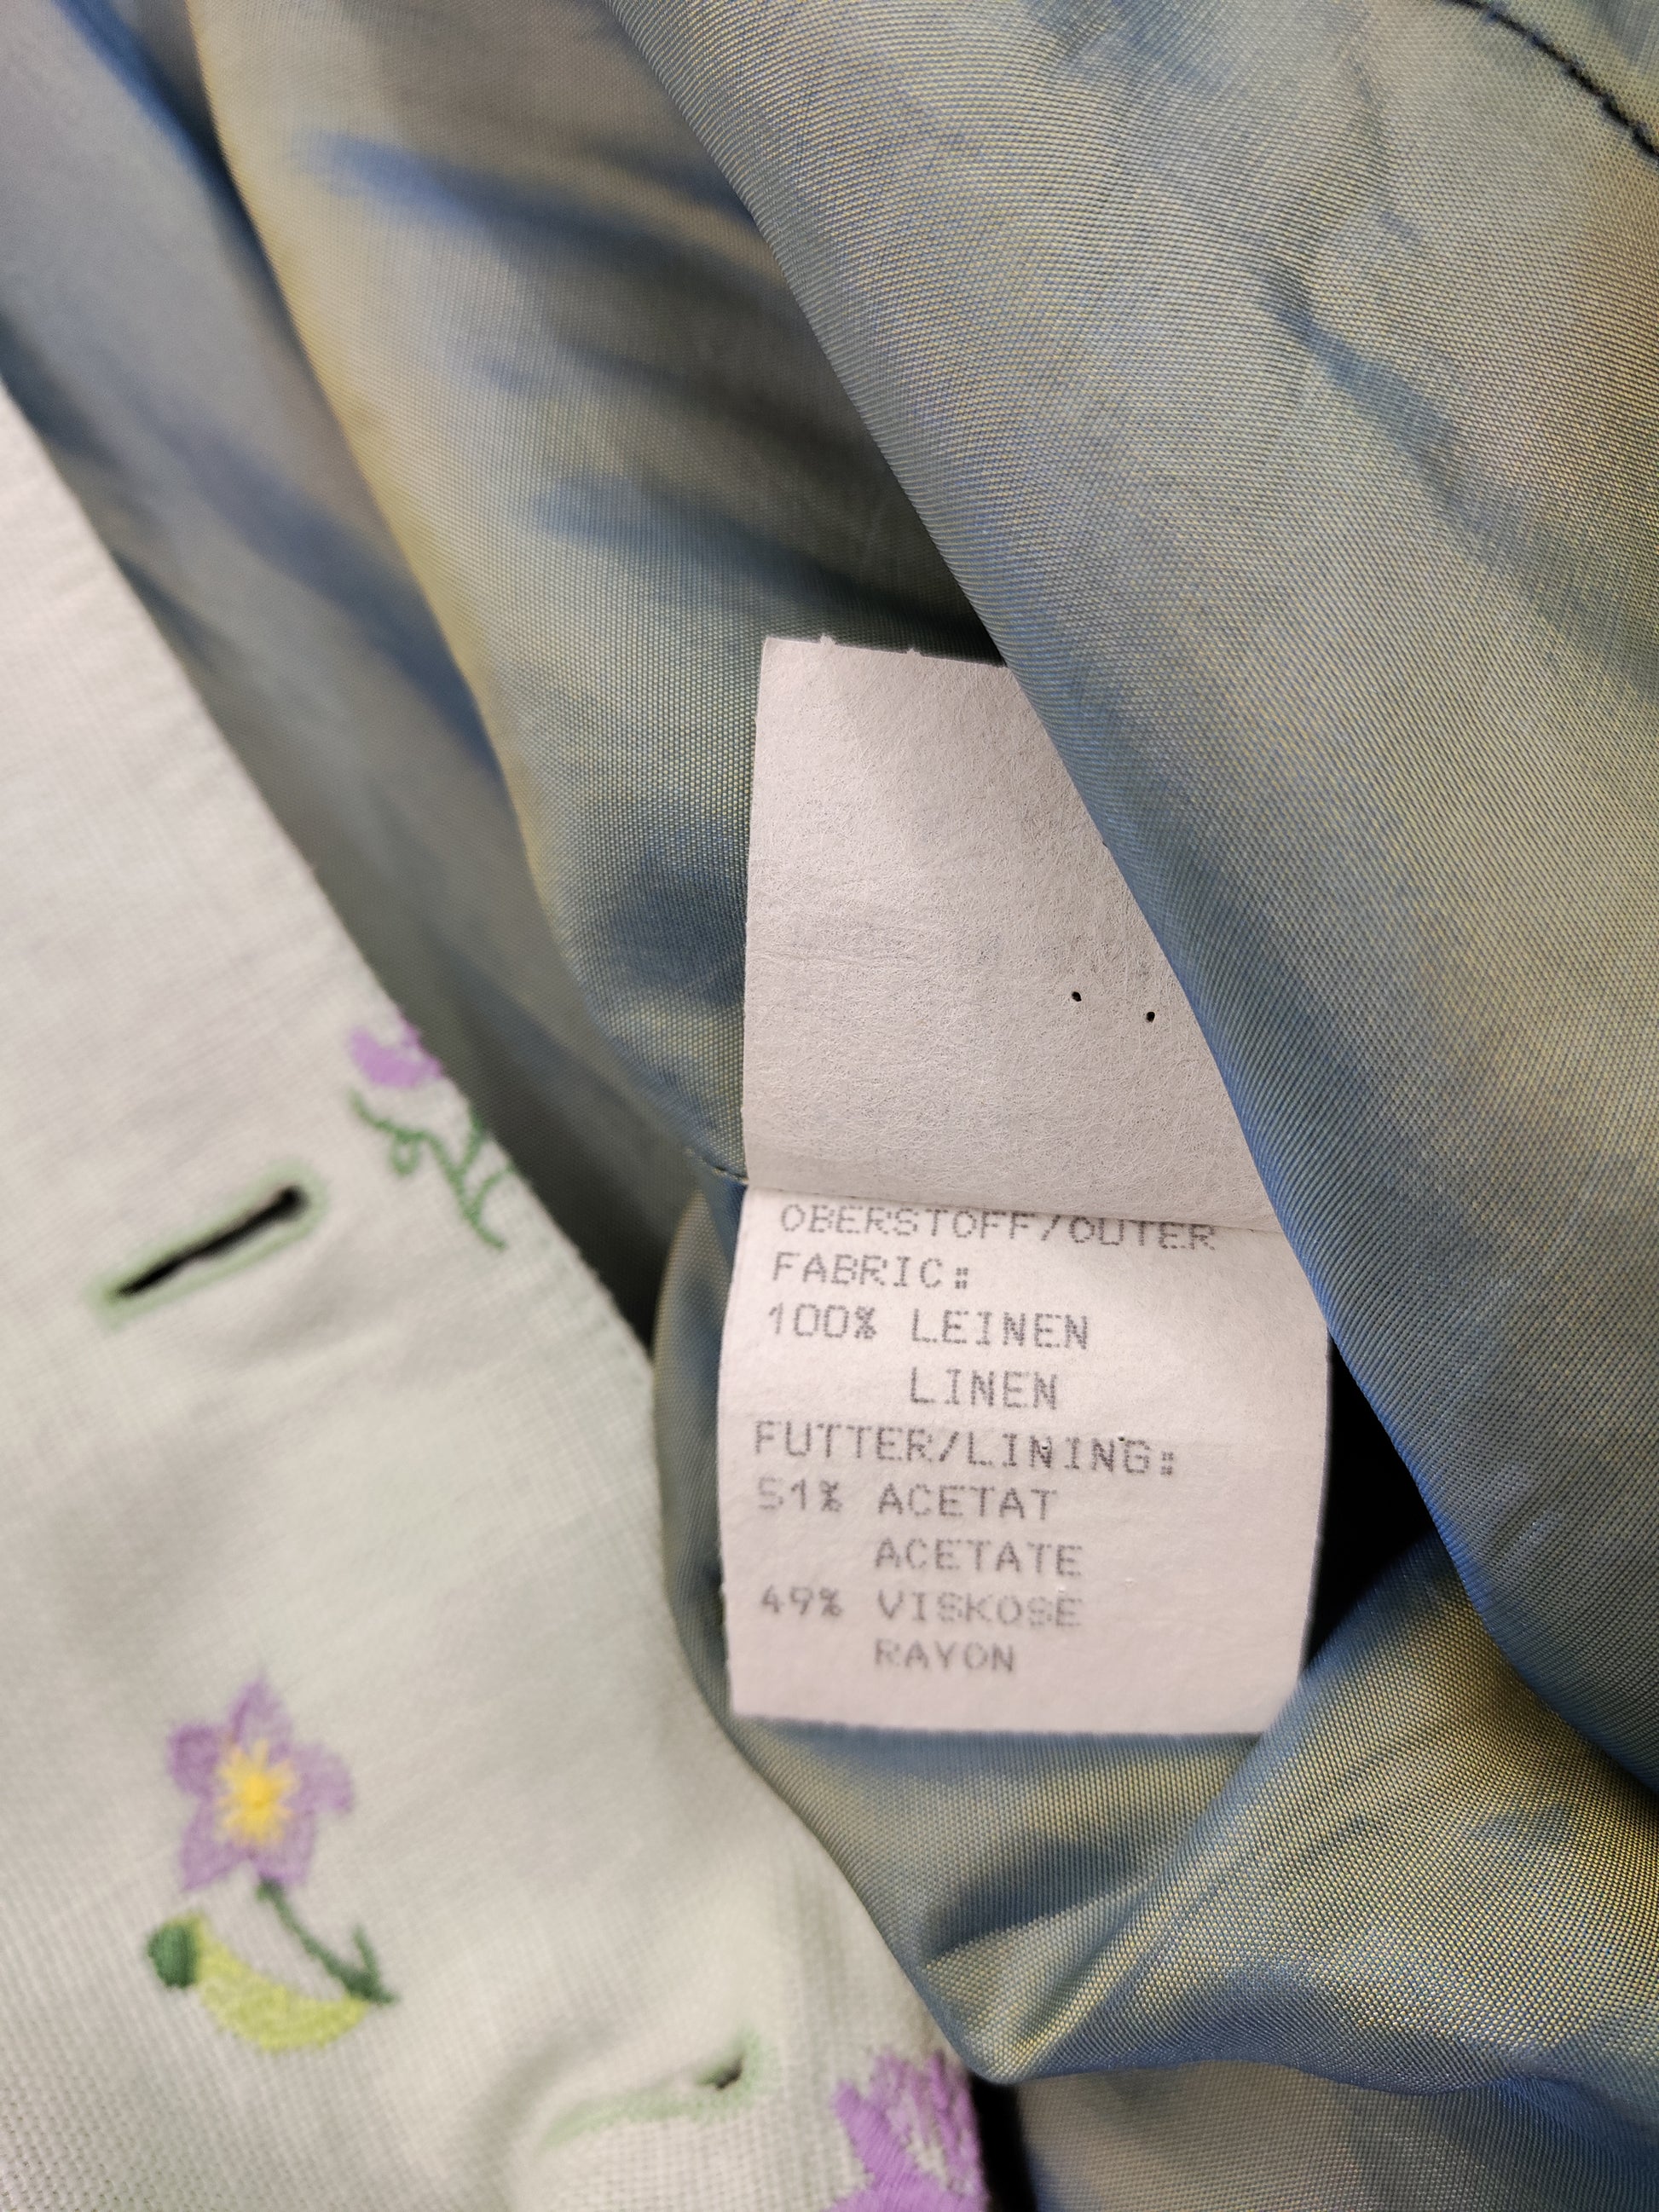 OBERSTOFF/OUTER
FABRIC:
100% LEINEN
LINEN
FUTTER/LINING:
51% ACETAT
ACETATE
49% VISKOSE
RAYON